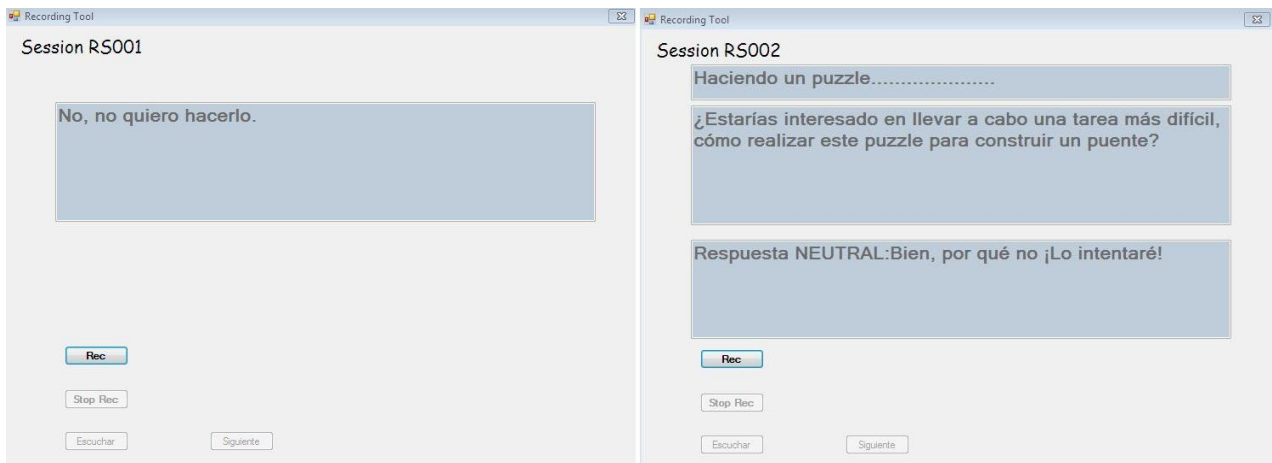 Recording Tool
Session RS001
No, no quiero hacerlo.
Rec
Stop Rec
Escuchar Siguiente
Recording Tool
Session RS002
Haciendo un puzzle.....................
¿Estarías interesado en llevar a cabo una tarea más difícil,
cómo realizar este puzzle para construir un puente?
Respuesta NEUTRAL:Bien, por qué no ¡Lo intentaré!
Rec
Stop Rec
Escuchar Siguiente